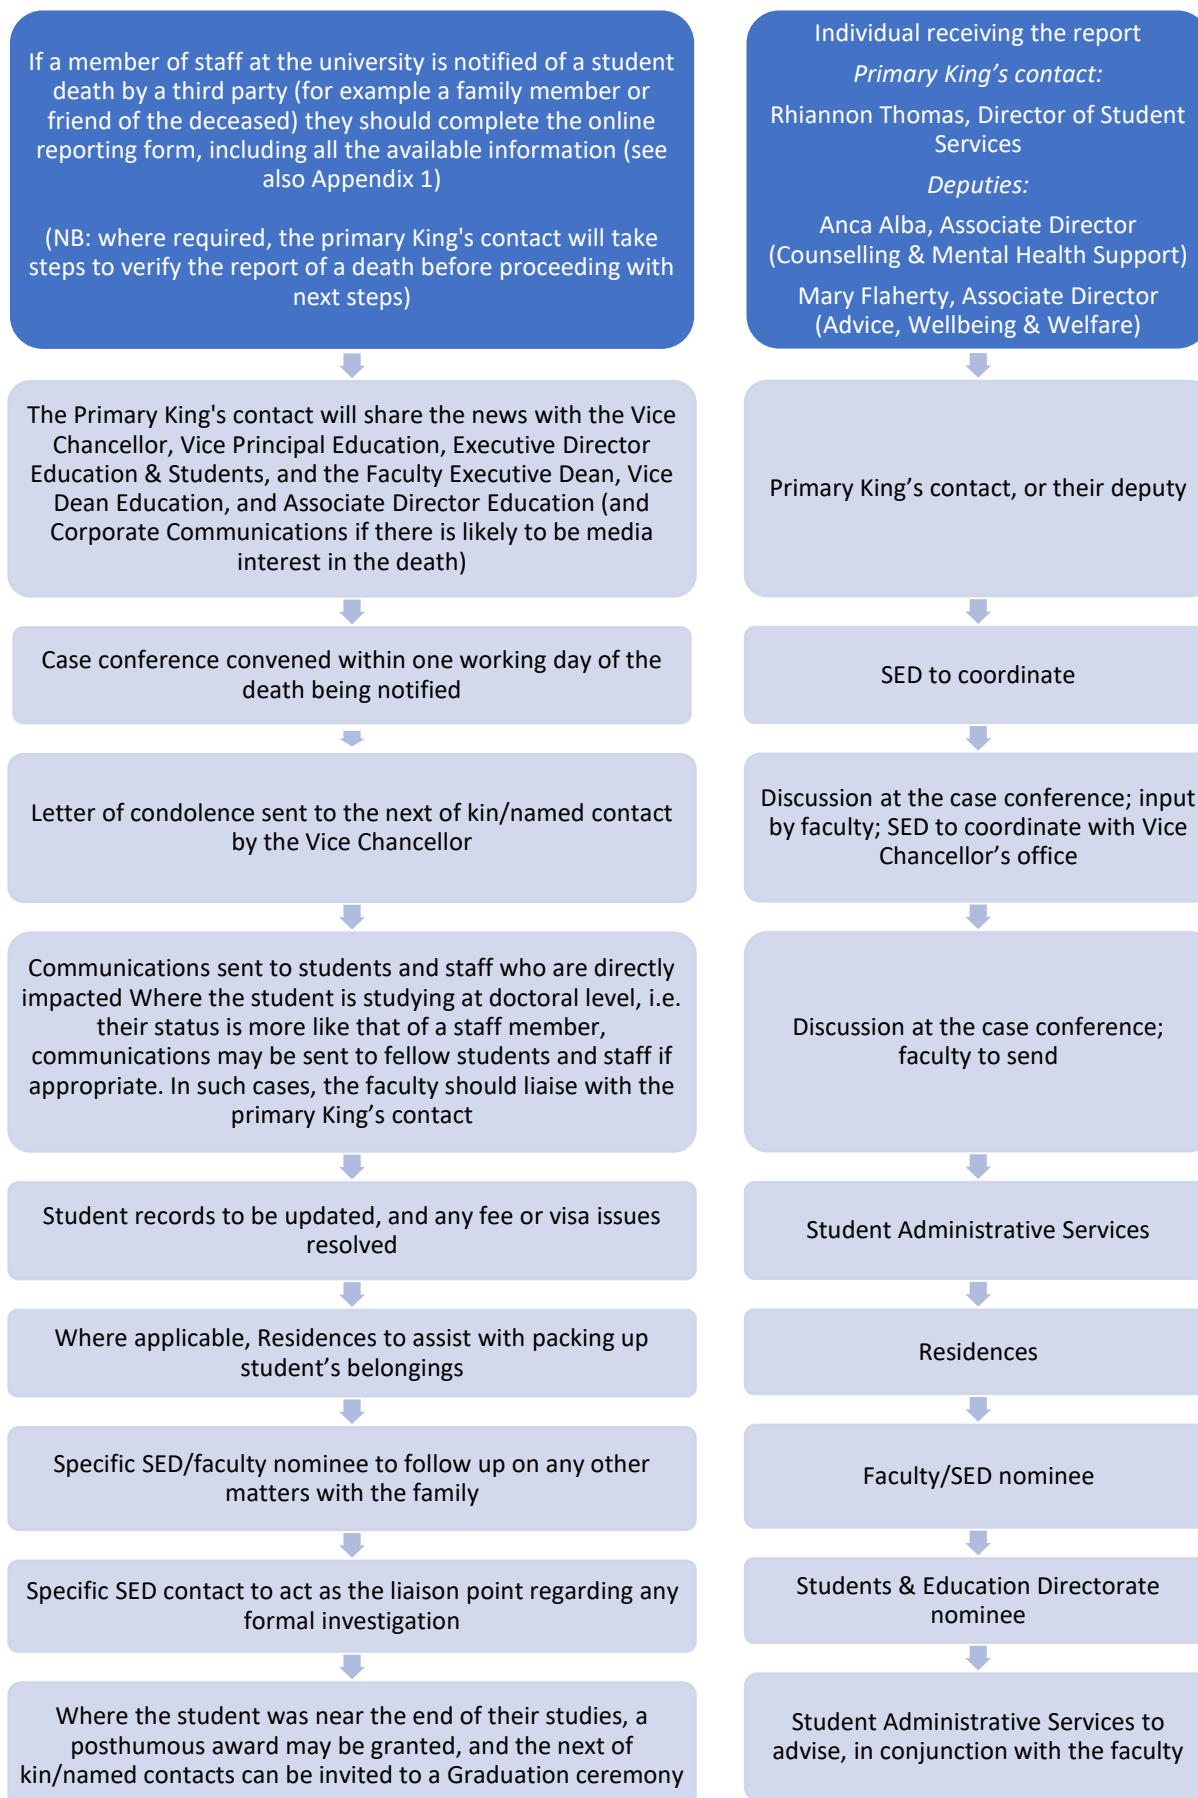 If a member of staff at the university is notified of a student
death by a third party (for example a family member or
friend of the deceased) they should complete the online
reporting form, including all the available information (see
also Appendix 1)
(NB: where required, the primary King's contact will take
steps to verify the report of a death before proceeding with
next steps)
Individual receiving the report
Primary King’s contact:
Rhiannon Thomas, Director of Student
Services
Deputies:
Anca Alba, Associate Director
(Counselling & Mental Health Support)
Mary Flaherty, Associate Director
(Advice, Wellbeing & Welfare)
The Primary King's contact will share the news with the Vice
Chancellor, Vice Principal Education, Executive Director
Education & Students, and the Faculty Executive Dean, Vice
Dean Education, and Associate Director Education (and
Corporate Communications if there is likely to be media
interest in the death)
Primary King’s contact, or their deputy
Case conference convened within one working day of the
death being notified
SED to coordinate
Letter of condolence sent to the next of kin/named contact
by the Vice Chancellor
Discussion at the case conference; input
by faculty; SED to coordinate with Vice
Chancellor’s office
Communications sent to students and staff who are directly
impacted Where the student is studying at doctoral level, i.e.
their status is more like that of a staff member,
communications may be sent to fellow students and staff if
appropriate. In such cases, the faculty should liaise with the
primary King’s contact
Discussion at the case conference;
faculty to send
Student records to be updated, and any fee or visa issues
resolved
Student Administrative Services
Where applicable, Residences to assist with packing up
student’s belongings
Residences
Specific SED/faculty nominee to follow up on any other
matters with the family
Faculty/SED nominee
Specific SED contact to act as the liaison point regarding any
formal investigation
Students & Education Directorate
nominee
Where the student was near the end of their studies, a
posthumous award may be granted, and the next of
kin/named contacts can be invited to a Graduation ceremony
Student Administrative Services to
advise, in conjunction with the faculty